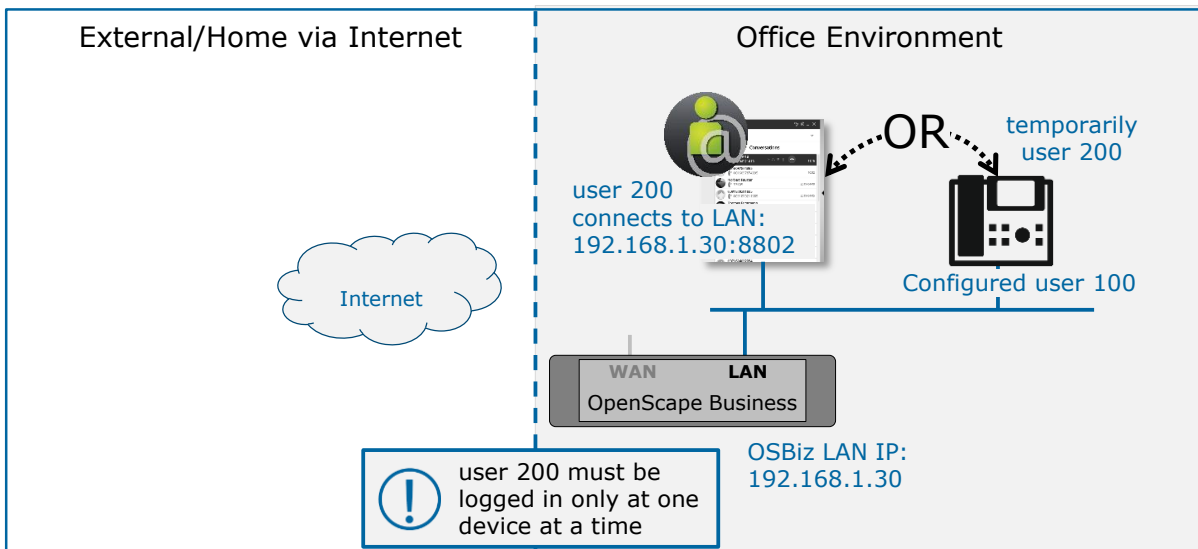 External/Home via Internet
Office Environment
OR
temporarily
user 200
@
Conversations
user 200
connects to LAN:
192.168.1.30:8802
Configured user 100
Internet
WAN
LAN
OpenScape Business
OSBiz LAN IP:
192.168.1.30
user 200 must be
logged in only at one
device at a time